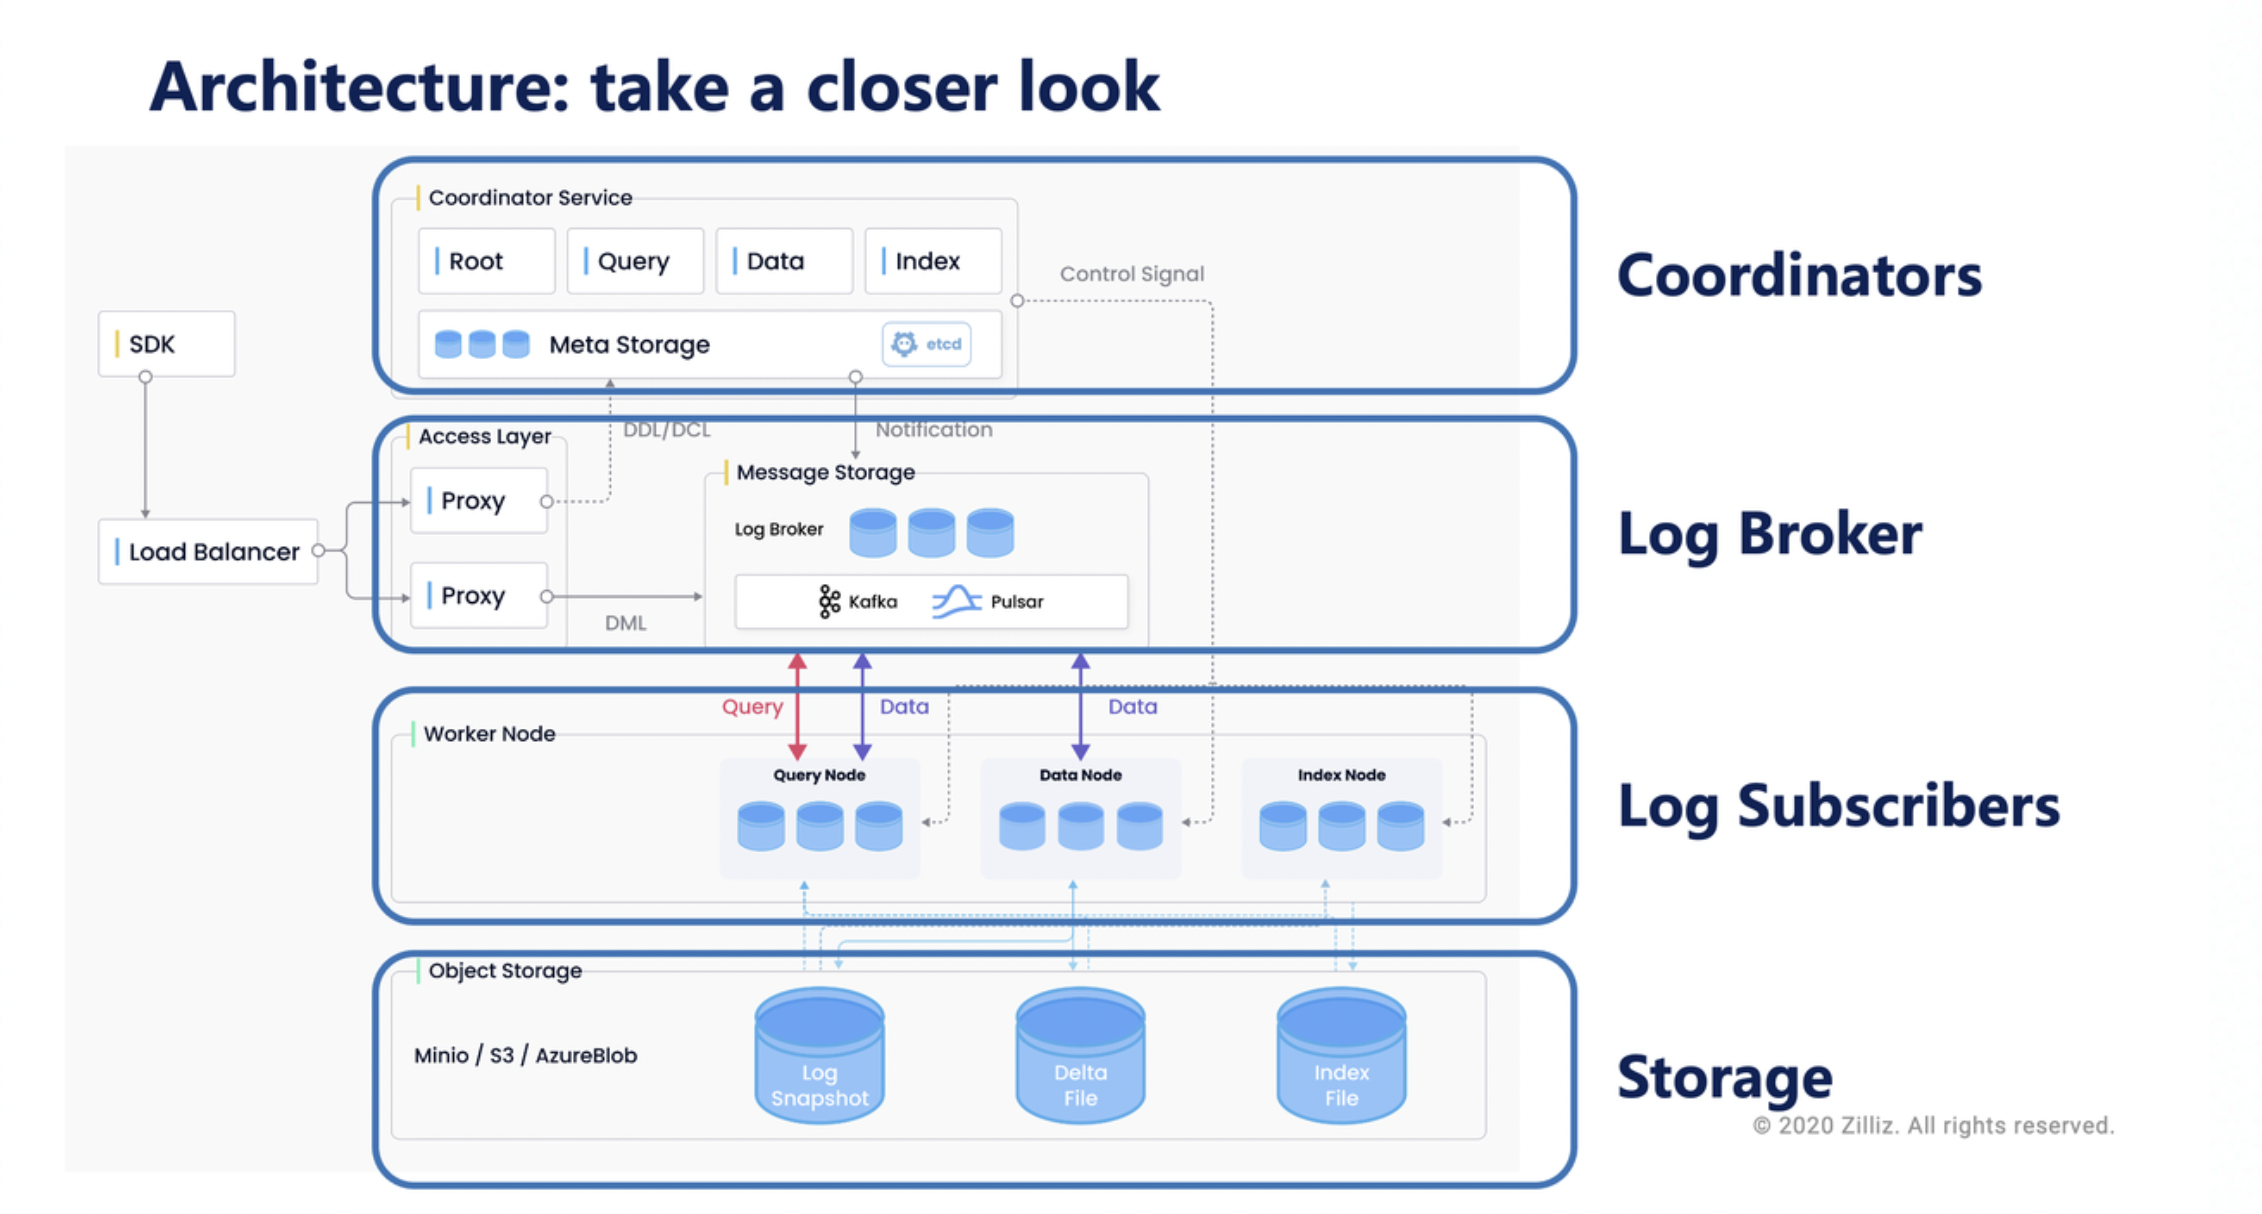 Architecture: take a closer look
Coordinator Service
Root
Query
Data
Index
Control Signal
Coordinators
SDK
Meta Storage
etcd
Access Layer
DDL/DCL
Notification
Message Storage
Proxy
Log Broker
Log Broker
Load Balancer
Proxy
Kafka
Pulsar
DML
Query
Data
Data
Worker Node
Query Node
Data Node
Index Node
Log Subscribers
Object Storage
Minio / S3 / AzureBlob
Log
Snapshot
Delta
File
Index
File
Storage
© 2020 Zilliz. All rights reserved.